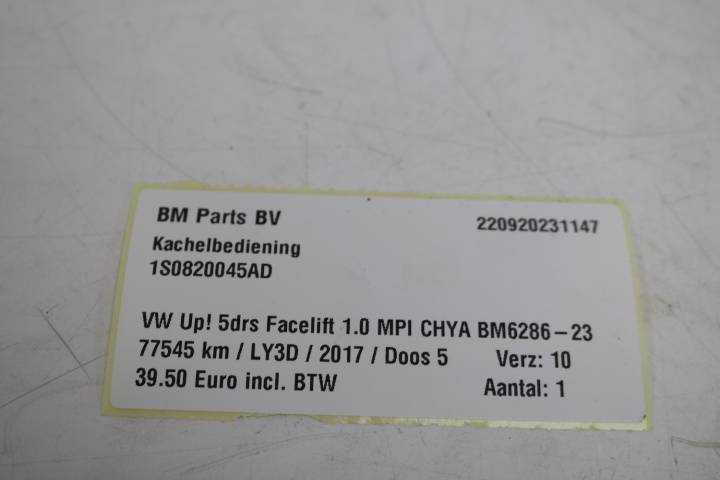 BM Parts BV 220920231147
Kachelbediening
1S0820045AD
VW Up! 5drs Facelift 1.0 MPI CHYA BM6286-23
77545 km / LY3D / 2017 / Doos 5 Verz: 10
39.50 Euro incl. BTW Aantal: 1